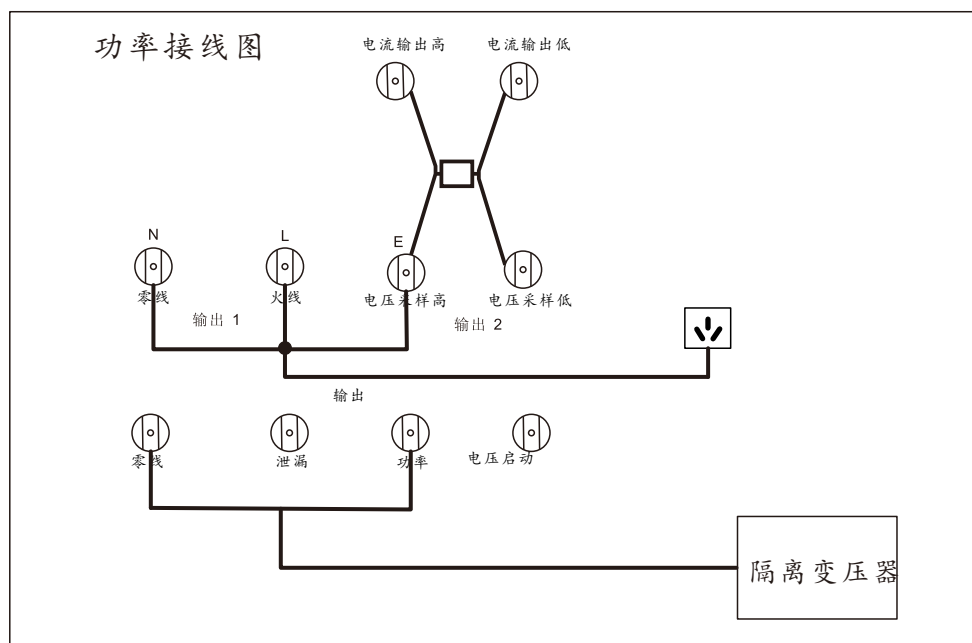 功率接线图
电流输出高
电流输出低
N
L
E
零线
火线
电压采样高
电压采样低
输出 1
输出 2
输出
零线
泄漏
功率
电压启动
隔离变压器